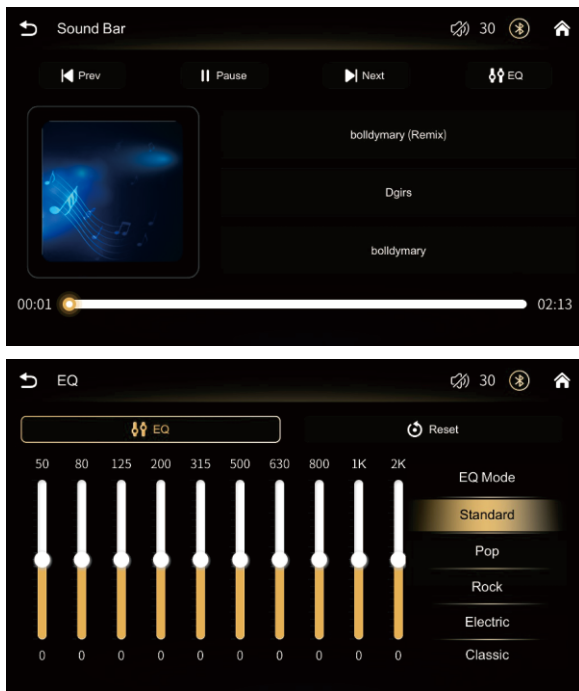 Sound Bar 30
Prev Pause Next EQ
bolldymary (Remix)
Dgirs
bolldymary
00:01 02:13
EQ 30
EQ Reset
50 80 125 200 315 500 630 800 1K 2K
EQ Mode
Standard
Pop
Rock
Electric
0 0 0 0 0 0 0 0 0 0 Classic